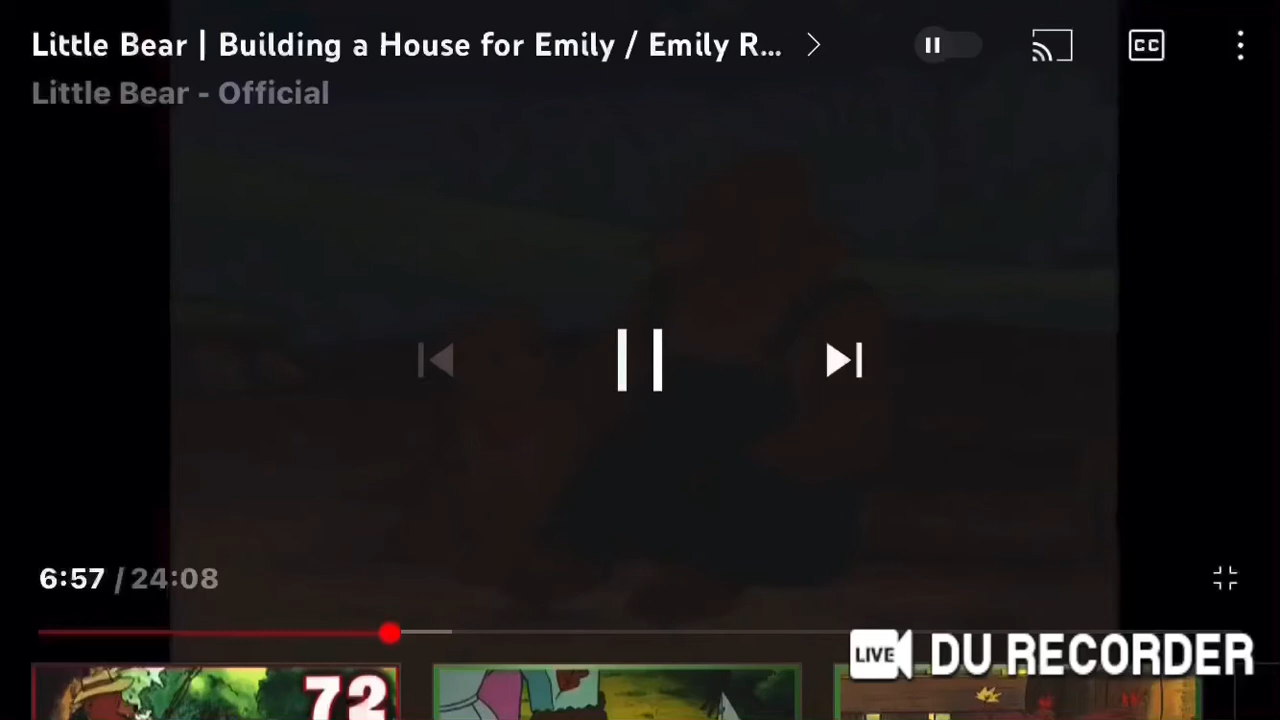 Little Bear | Building a House for Emily / Emily R...
Little Bear - Official
CC
6:57 / 24:08
LIVE DU RECORDER
72